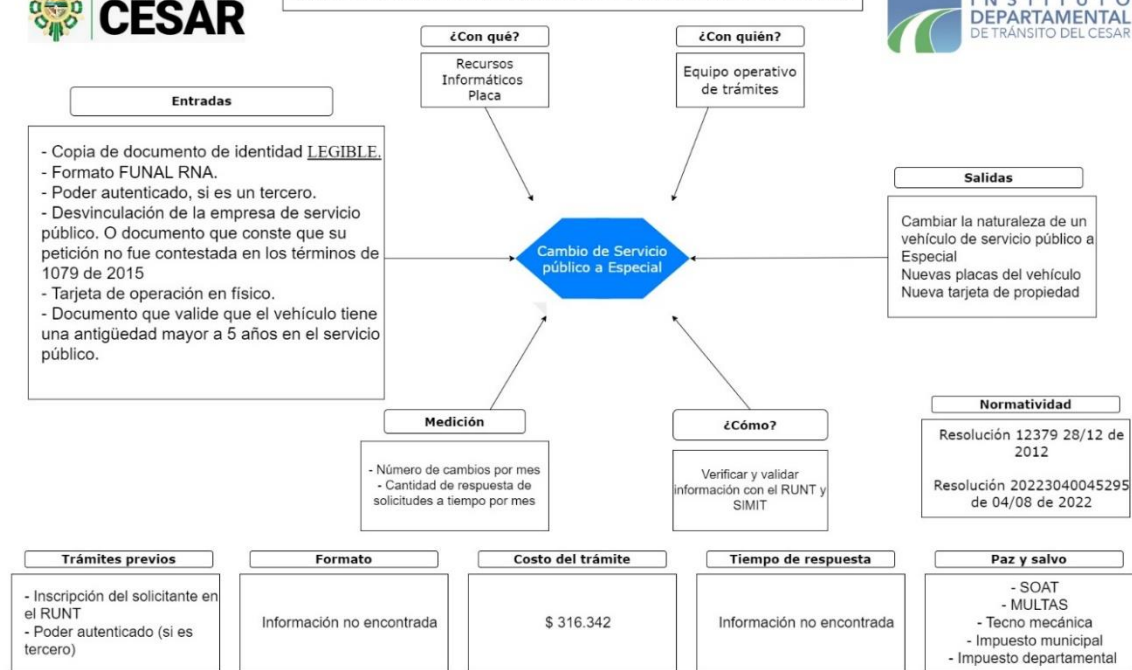 CESAR
INSTITUTO
DEPARTAMENTAL
DE TRÁNSITO DEL CESAR
¿Con qué?
Recursos
Informáticos
Placa
¿Con quién?
Equipo operativo
de trámites
Entradas
- Copia de documento de identidad LEGIBLE.
- Formato FUNAL RNA.
- Poder autenticado, si es un tercero.
- Desvinculación de la empresa de servicio
público. O documento que conste que su
petición no fue contestada en los términos de
1079 de 2015
- Tarjeta de operación en físico.
- Documento que valide que el vehículo tiene
una antigüedad mayor a 5 años en el servicio
público.
Cambio de Servicio
público a Especial
Salidas
Cambiar la naturaleza de un
vehículo de servicio público a
Especial
Nuevas placas del vehículo
Nueva tarjeta de propiedad
Medición
- Número de cambios por mes
- Cantidad de respuesta de
solicitudes a tiempo por mes
¿Cómo?
Verificar y validar
información con el RUNT y
SIMIT
Normatividad
Resolución 12379 28/12 de
2012
Resolución 20223040045295
de 04/08 de 2022
Trámites previos
- Inscripción del solicitante en
el RUNT
- Poder autenticado (si es
tercero)
Formato
Información no encontrada
Costo del trámite
$ 316.342
Tiempo de respuesta
Información no encontrada
Paz y salvo
- SOAT
- MULTAS
- Tecno mecánica
- Impuesto municipal
- Impuesto departamental